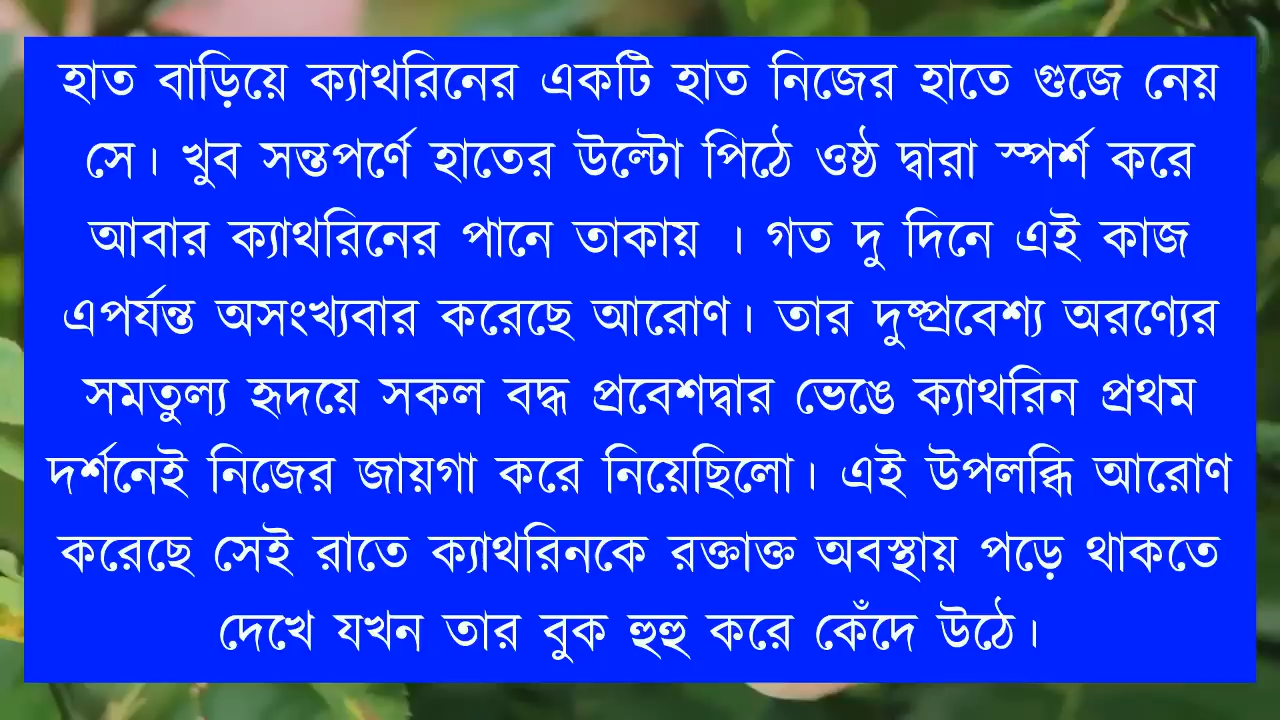 হাত বাড়িয়ে ক্যাথরিনের একটি হাত নিজের হাতে গুজে নেয়
সে। খুব সন্তপর্ণে হাতের উল্টো পিঠে ওষ্ঠ দ্বারা স্পর্শ করে
আবার ক্যাথরিনের পানে তাকায় । গত দু দিনে এই কাজ
এপর্যন্ত অসংখ্যবার করেছে আরোণ। তার দুষ্প্রবেশ্য অরণ্যের
সমতুল্য হৃদয়ে সকল বদ্ধ প্রবেশদ্বার ভেঙে ক্যাথরিন প্রথম
দর্শনেই নিজের জায়গা করে নিয়েছিলো। এই উপলব্ধি আরোণ
করেছে সেই রাতে ক্যাথরিনকে রক্তাক্ত অবস্থায় পড়ে থাকতে
দেখে যখন তার বুক হুহু করে কেঁদে উঠে।